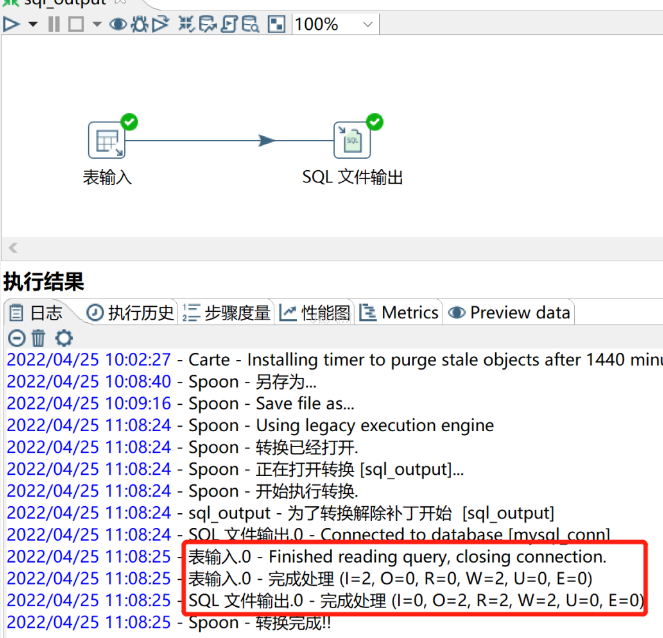 sql_output
100%
表输入
SQL 文件输出
执行结果
日志 执行历史 步骤度量 性能图 Metrics Preview data
2022/04/25 10:02:27 - Carte - Installing timer to purge stale objects after 1440 minu
2022/04/25 10:08:40 - Spoon - 另存为...
2022/04/25 10:09:16 - Spoon - Save file as...
2022/04/25 11:08:24 - Spoon - Using legacy execution engine
2022/04/25 11:08:24 - Spoon - 转换已经打开.
2022/04/25 11:08:24 - Spoon - 正在打开转换 [sql_output]...
2022/04/25 11:08:24 - Spoon - 开始执行转换.
2022/04/25 11:08:24 - sql_output - 为了转换解除补丁开始 [sql_output]
2022/04/25 11:08:24 - SQL 文件输出.0 - Connected to database [mysql_conn]
2022/04/25 11:08:25 - 表输入.0 - Finished reading query, closing connection.
2022/04/25 11:08:25 - 表输入.0 - 完成处理 (I=2, O=0, R=0, W=2, U=0, E=0)
2022/04/25 11:08:25 - SQL 文件输出.0 - 完成处理 (I=0, O=2, R=2, W=2, U=0, E=0)
2022/04/25 11:08:25 - Spoon - 转换完成!!